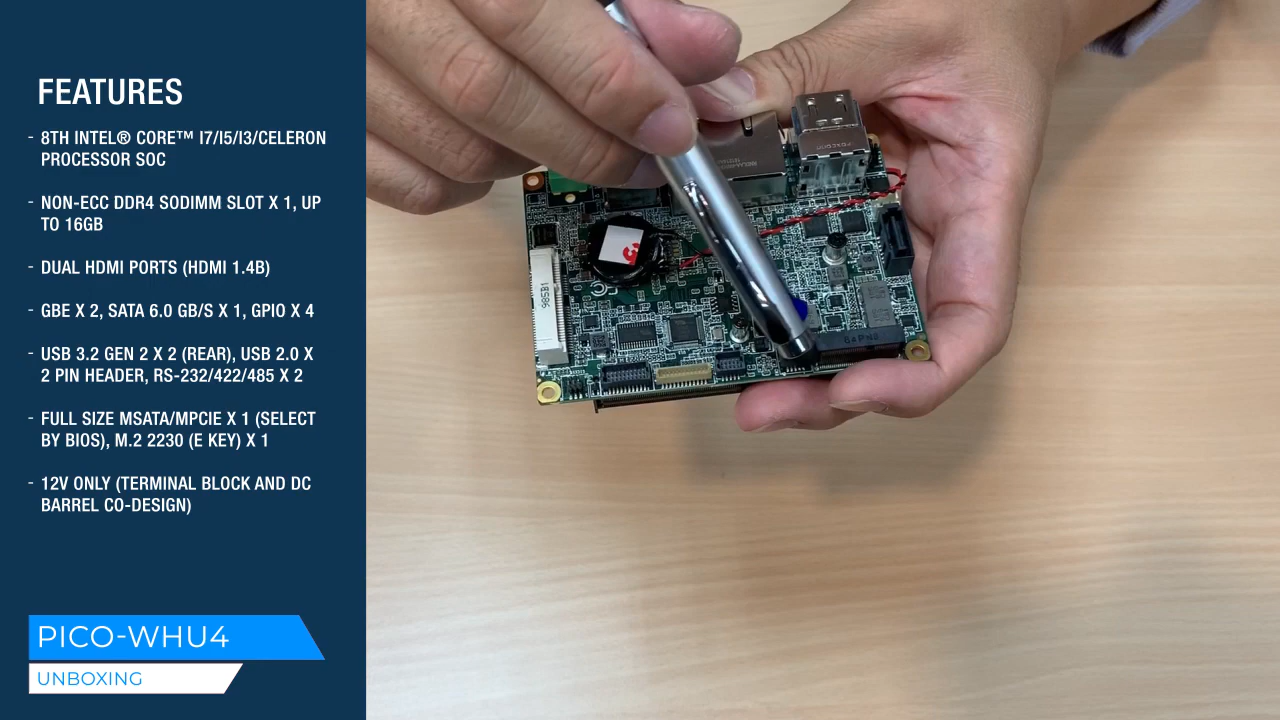 FEATURES
- 8TH INTEL® CORE™ I7/I5/I3/CELERON
PROCESSOR SOC
- NON-ECC DDR4 SODIMM SLOT X 1, UP
TO 16GB
- DUAL HDMI PORTS (HDMI 1.4B)
- GBE X 2, SATA 6.0 GB/S X 1, GPIO X 4
- USB 3.2 GEN 2 X 2 (REAR), USB 2.0 X
2 PIN HEADER, RS-232/422/485 X 2
- FULL SIZE MSATA/MPCIE X 1 (SELECT
BY BIOS), M.2 2230 (E KEY) X 1
- 12V ONLY (TERMINAL BLOCK AND DC
BARREL CO-DESIGN)
PICO-WHU4
UNBOXING
FOXCONN
985B1